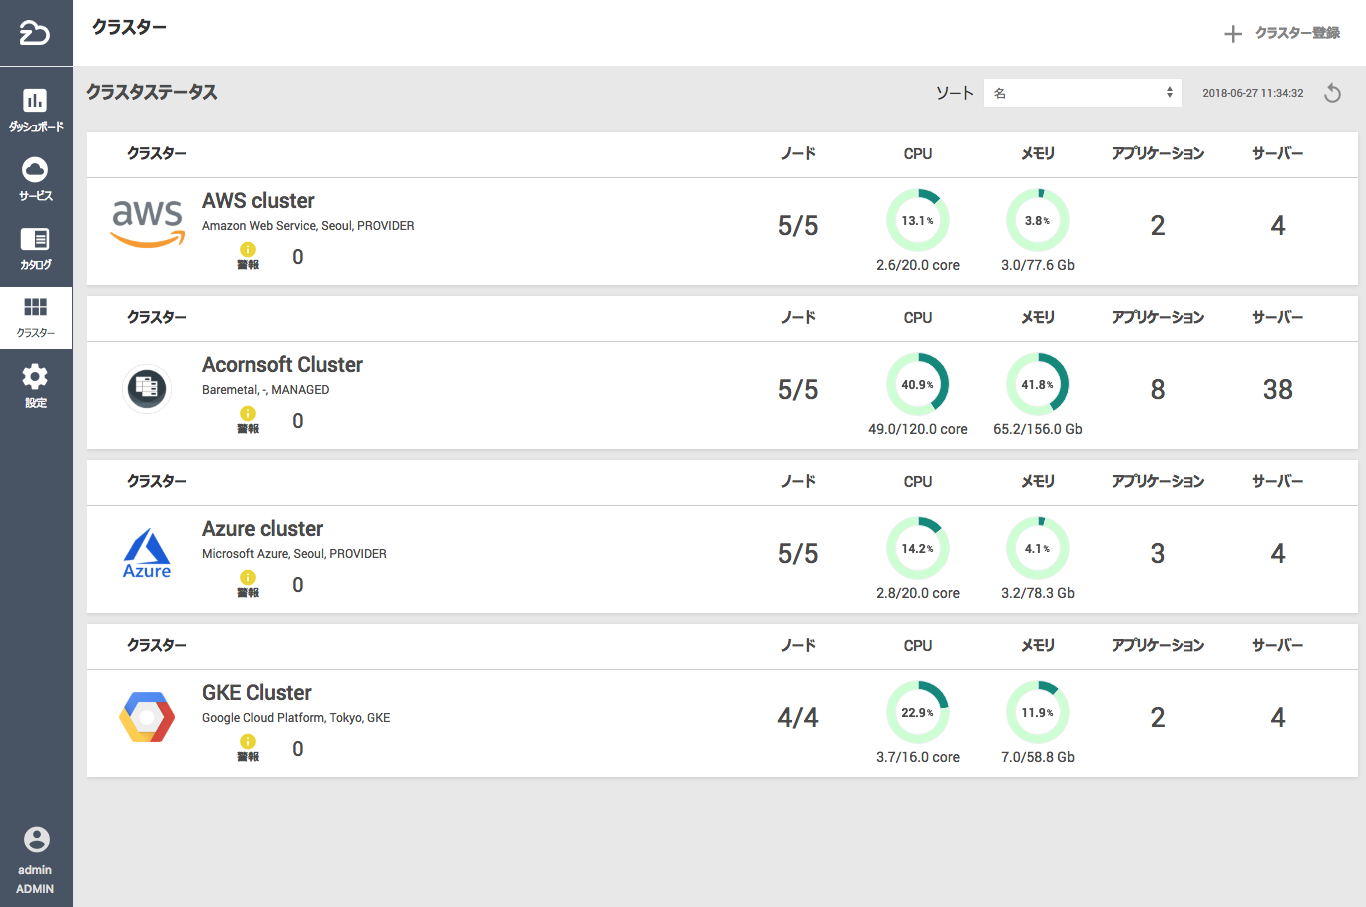 クラスター
クラスター登録
ダッシュボード
サービス
カタログ
クラスター
設定
admin
ADMIN
クラスタステータス
ソート 名 2018-06-27 11:34:32
クラスター ノード CPU メモリ アプリケーション サーバー
aws
AWS cluster
Amazon Web Service, Seoul, PROVIDER
警報 0
5/5 13.1% 3.8% 2 4
2.6/20.0 core 3.0/77.6 Gb
クラスター ノード CPU メモリ アプリケーション サーバー
Acornsoft Cluster
Baremetal, -, MANAGED
警報 0
5/5 40.9% 41.8% 8 38
49.0/120.0 core 65.2/156.0 Gb
クラスター ノード CPU メモリ アプリケーション サーバー
Azure
Azure cluster
Microsoft Azure, Seoul, PROVIDER
警報 0
5/5 14.2% 4.1% 3 4
2.8/20.0 core 3.2/78.3 Gb
クラスター ノード CPU メモリ アプリケーション サーバー
GKE Cluster
Google Cloud Platform, Tokyo, GKE
警報 0
4/4 22.9% 11.9% 2 4
3.7/16.0 core 7.0/58.8 Gb